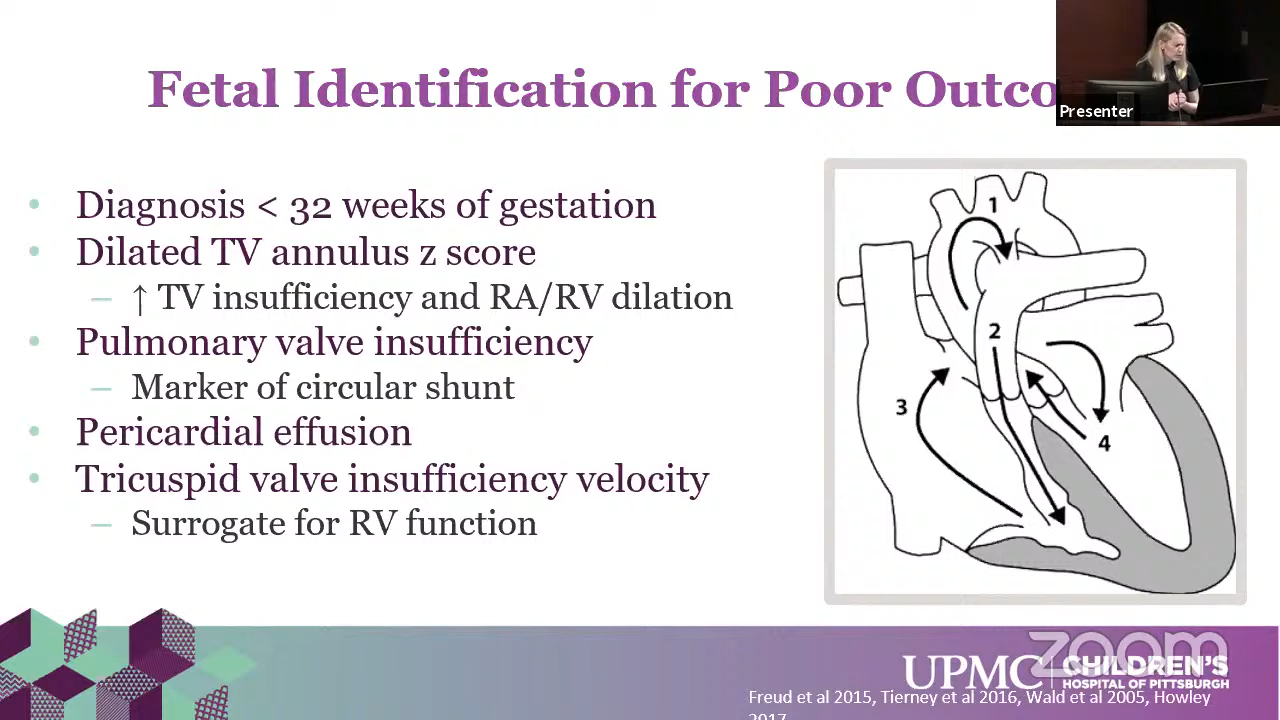 Fetal Identification for Poor Outco
Presenter
• Diagnosis < 32 weeks of gestation
• Dilated TV annulus z score
– ↑ TV insufficiency and RA/RV dilation
• Pulmonary valve insufficiency
– Marker of circular shunt
• Pericardial effusion
• Tricuspid valve insufficiency velocity
– Surrogate for RV function
1
2
3
4
zoom
UPMC CHILDREN'S
HOSPITAL OF PITTSBURGH
Freud et al 2015, Tierney et al 2016, Wald et al 2005, Howley
2017